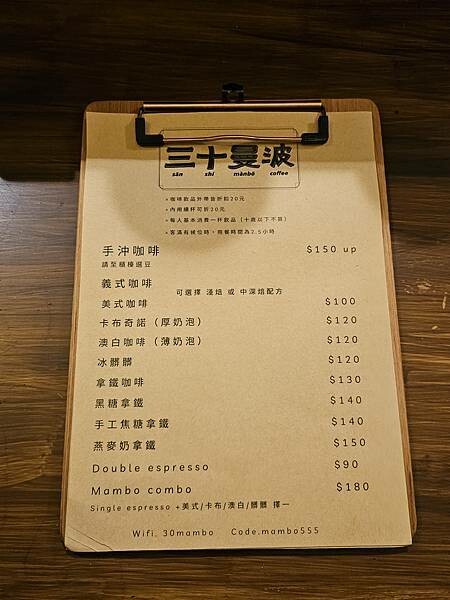 三十曼波
sān shí mànbō coffee
*咖啡飲品外帶皆折扣20元
*內用續杯可折20元
*每人基本消費一杯飲品（十歲以下不限）
*客滿有候位時，用餐時間為2.5小時
手沖咖啡 $150 up
請至櫃檯選豆
義式咖啡 可選擇 淺焙 或 中深焙配方
美式咖啡 $100
卡布奇諾（厚奶泡） $120
澳白咖啡（薄奶泡） $120
冰髒髒 $120
拿鐵咖啡 $130
黑糖拿鐵 $140
手工焦糖拿鐵 $140
燕麥奶拿鐵 $150
Double espresso $90
Mambo combo $180
Single espresso +美式/卡布/澳白/髒髒 擇一
Wifi. 30mambo Code.mambo555